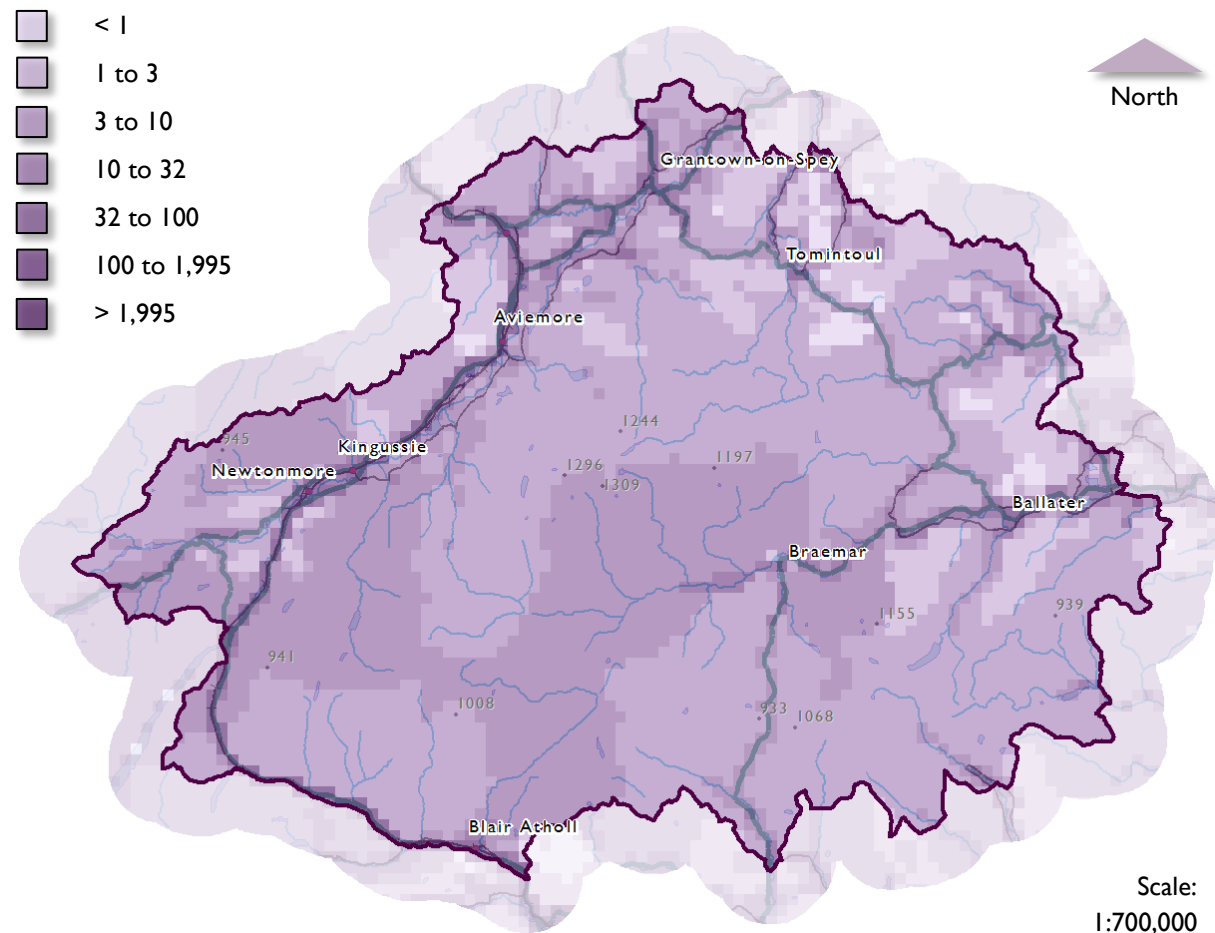 < 1
1 to 3
3 to 10
10 to 32
32 to 100
100 to 1,995
> 1,995
North
Grantown-on-Spey
Tomintoul
Aviemore
1244
945
Kingussie
1197
Newtonmore
1296
1309
Ballater
Braemar
939
1155
941
1008
933
1068
Blair Atholl
Scale:
1:700,000